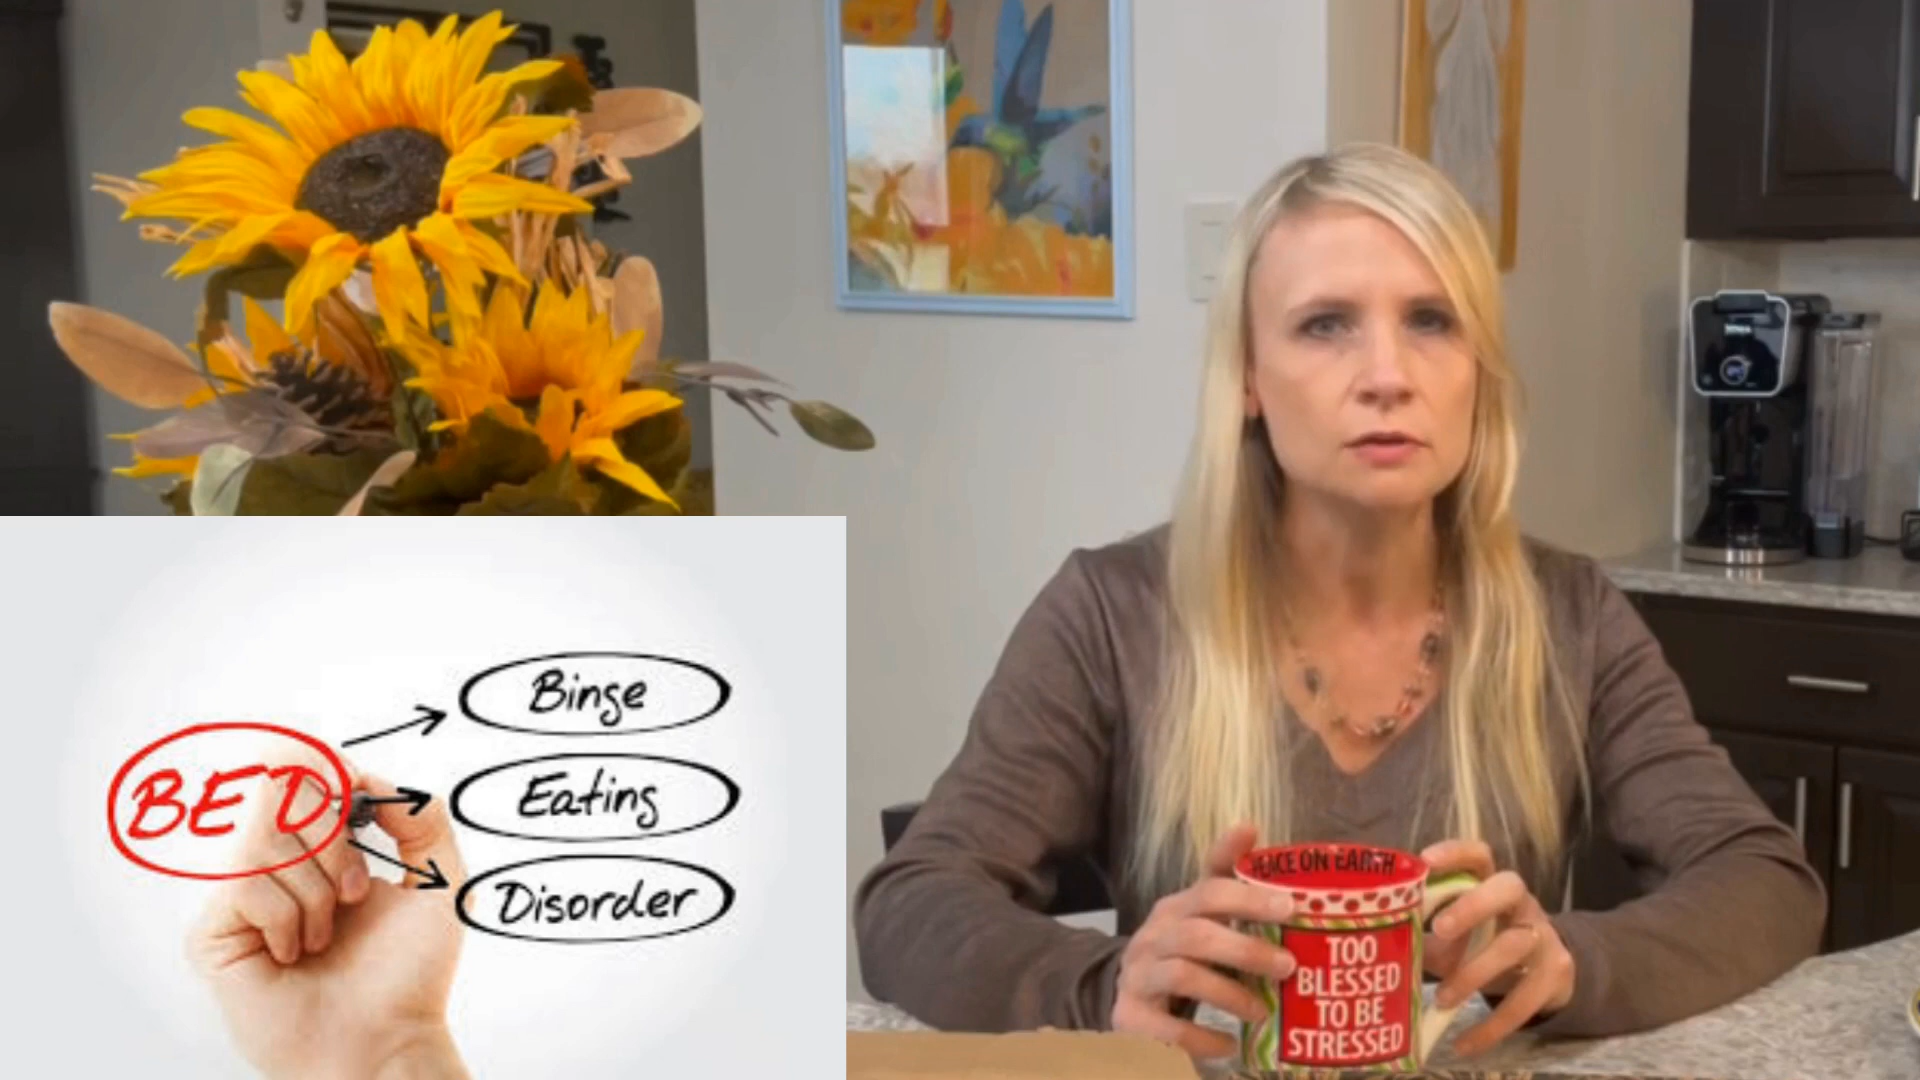 BED
Binge
Eating
Disorder
PEACE ON EARTH
TOO
BLESSED
TO BE
STRESSED